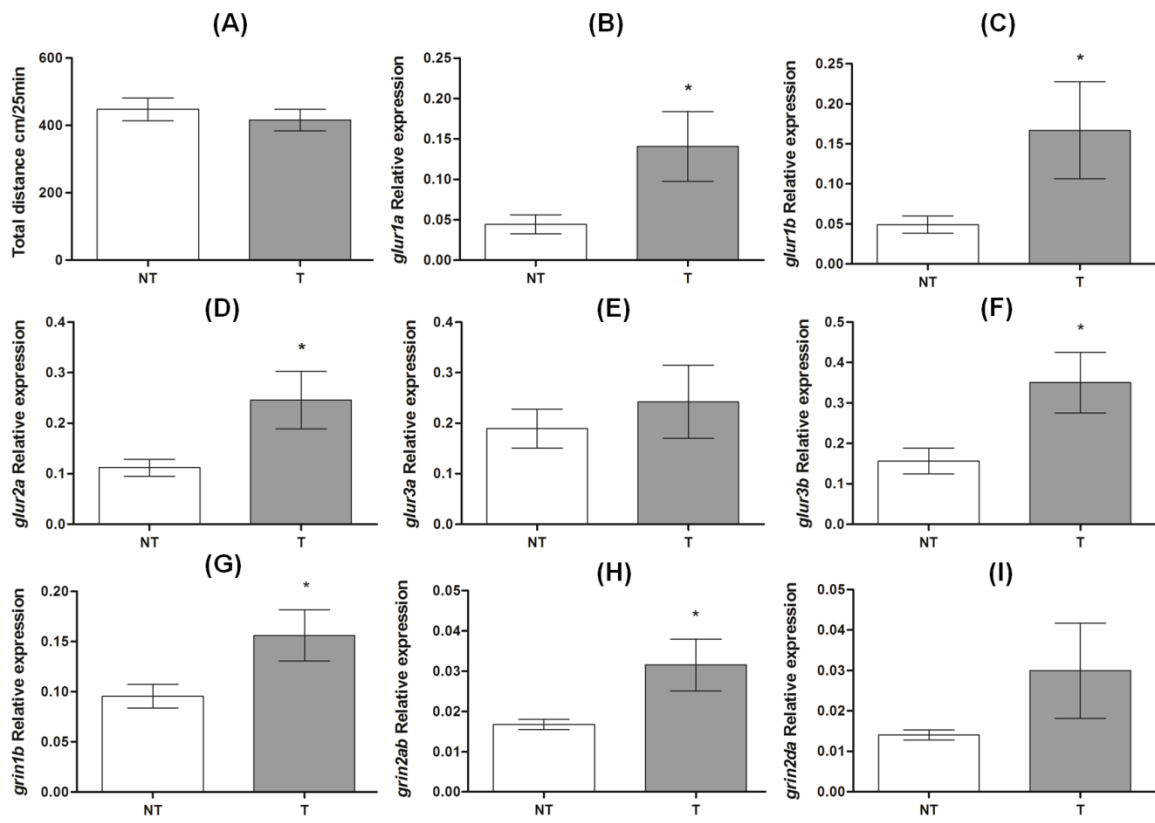 (A)
Total distance cm/25min
600
400
200
0
NT
T
(B)
glur1a Relative expression
0.25
0.20
0.15
0.10
0.05
0.00
*
NT
T
(C)
glur1b Relative expression
0.25
0.20
0.15
0.10
0.05
0.00
*
NT
T
(D)
glur2a Relative expression
0.4
0.3
0.2
0.1
0.0
*
NT
T
(E)
glur3a Relative expression
0.4
0.3
0.2
0.1
0.0
NT
T
(F)
glur3b Relative expression
0.5
0.4
0.3
0.2
0.1
0.0
*
NT
T
(G)
grin1b Relative expression
0.20
0.15
0.10
0.05
0.00
*
NT
T
(H)
grin2ab Relative expression
0.05
0.04
0.03
0.02
0.01
0.00
*
NT
T
(I)
grin2da Relative expression
0.05
0.04
0.03
0.02
0.01
0.00
NT
T